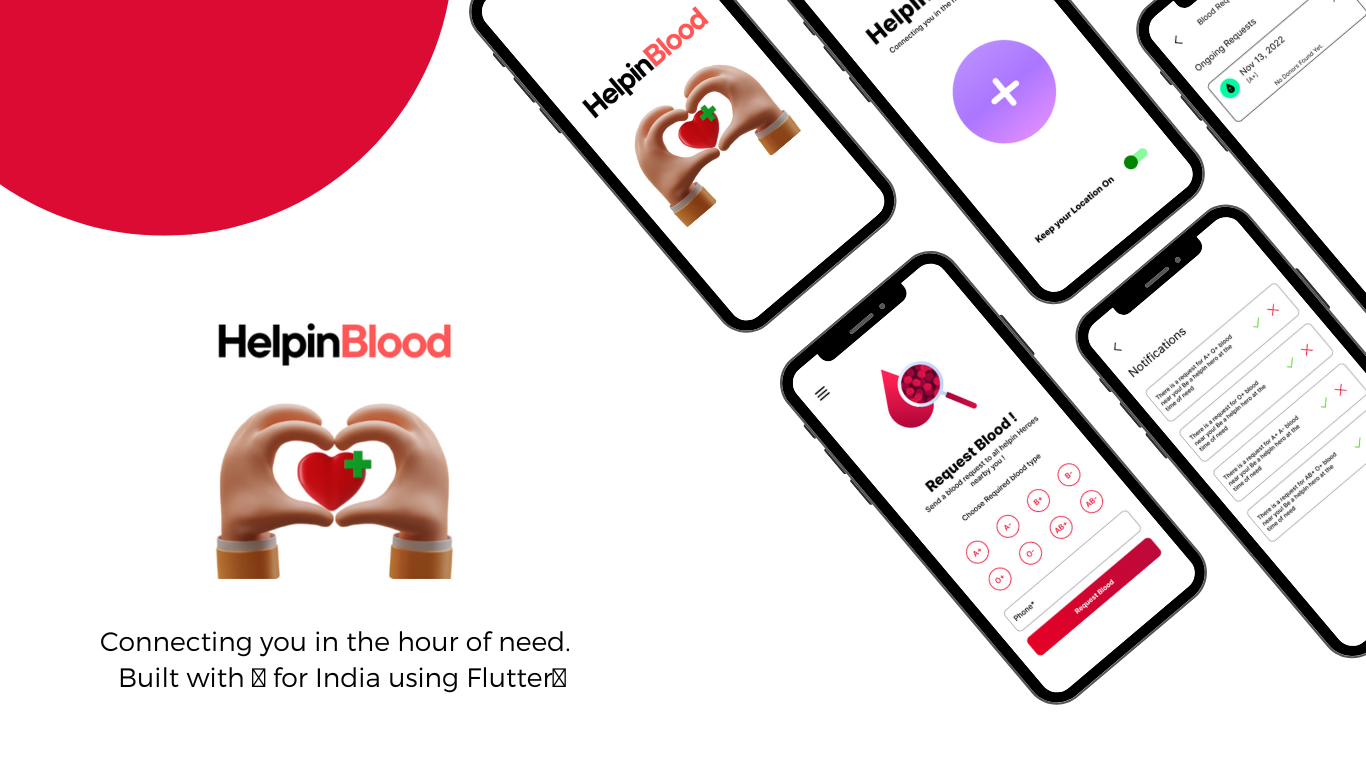 HelpinBlood
Connecting you in the hour of need.
Built with for India using Flutter
HelpinBlood
Connecting you in the
Keep your Location On
Ongoing Requests
Nov 13, 2022
[A+]
No Donors Found Yet.
Request Blood !
Send a blood request to all helpin Heroes
nearby you !
Choose Required blood type
A+ A- B+ B-
O+ O- AB+ AB-
Phone*
Request Blood
Notifications
There is a request for A+ O+ blood
near you! Be a helpin hero at the
time of need
There is a request for O+ blood
near you! Be a helpin hero at the
time of need
There is a request for A+ A- blood
near you! Be a helpin hero at the
time of need
There is a request for AB+ O+ blood
near you! Be a helpin hero at the
time of need